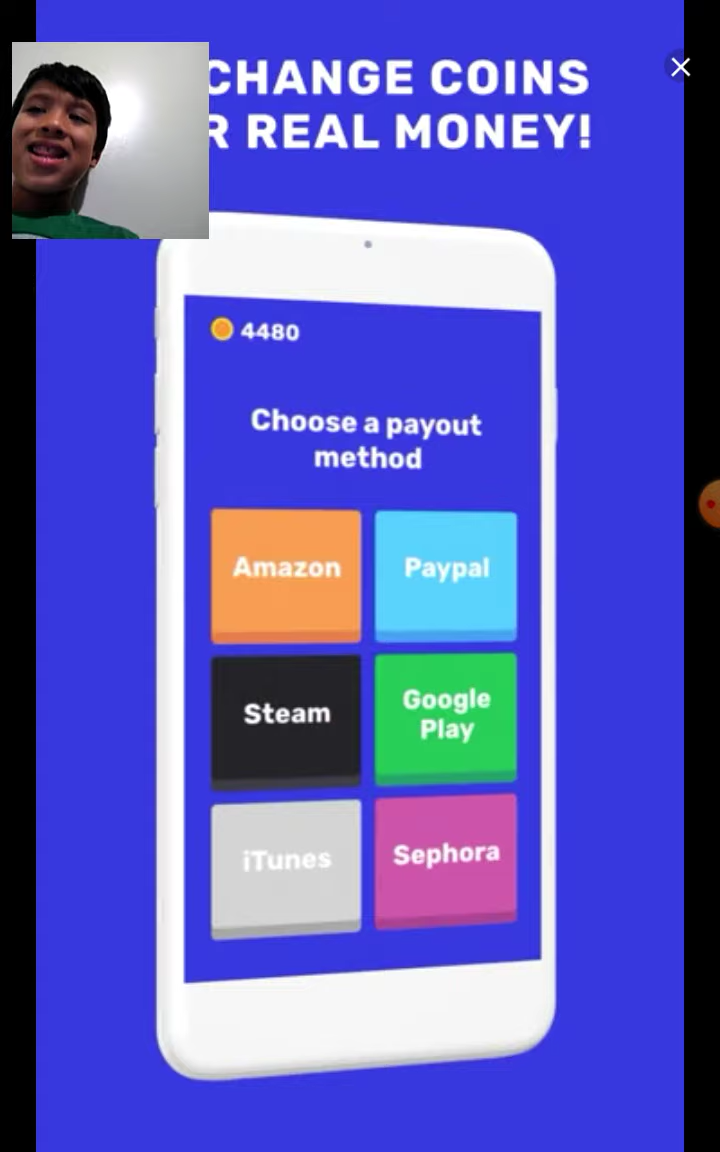 CHANGE COINS
R REAL MONEY!
4480
Choose a payout
method
Amazon
Paypal
Steam
Google
Play
iTunes
Sephora